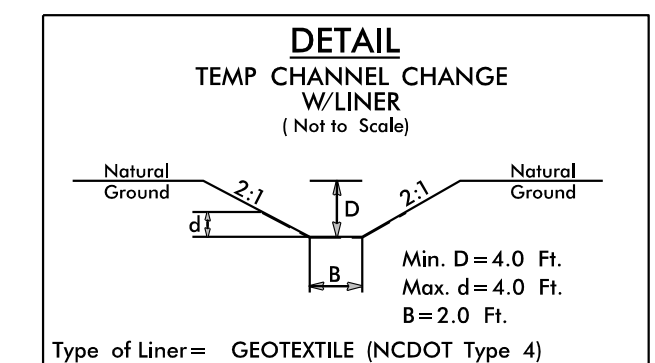 DETAIL
TEMP CHANNEL CHANGE
W/LINER
( Not to Scale)
Natural
Ground
2:1
d
D
2:1
Natural
Ground
B
Min. D=4.0 Ft.
Max. d=4.0 Ft.
B=2.0 Ft.
Type of Liner= GEOTEXTILE (NCDOT Type 4)